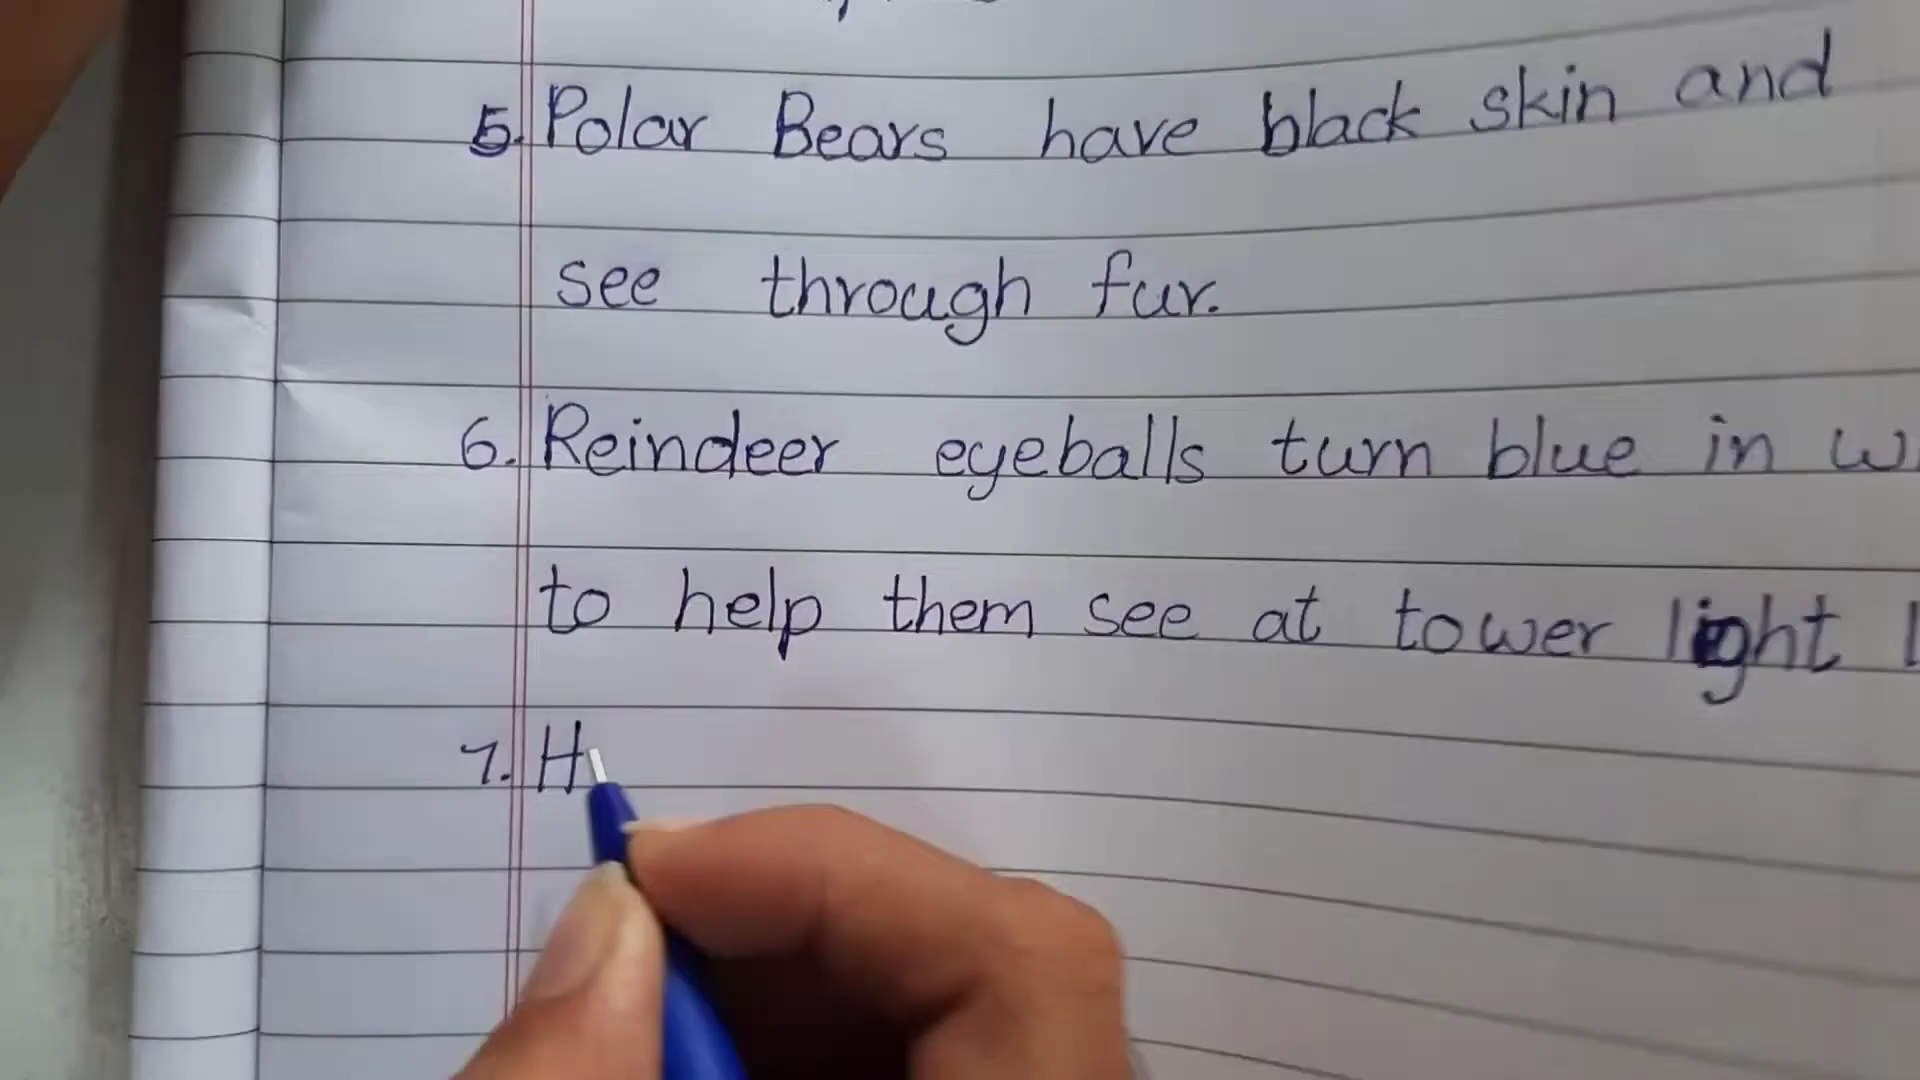 5. Polar Bears have black skin and
see through fur.
6. Reindeer eyeballs turn blue in
to help them see at tower light
7. H